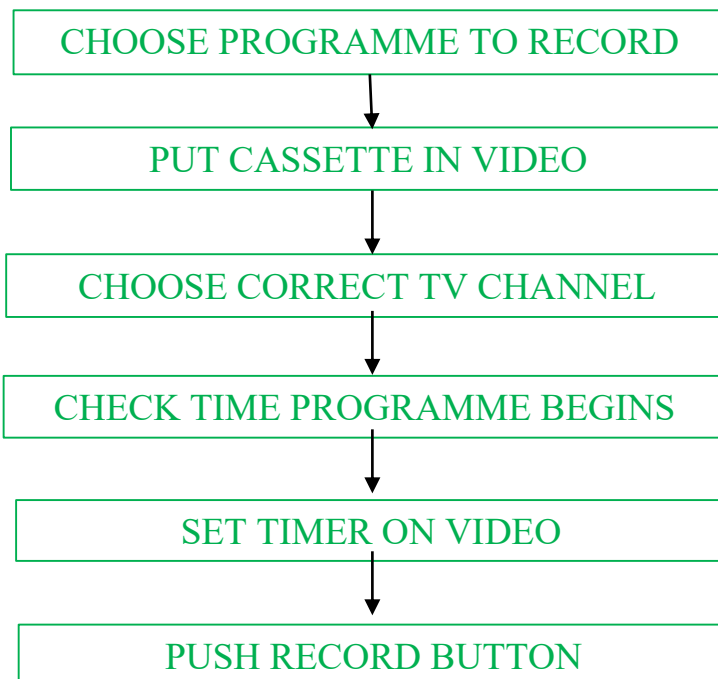 CHOOSE PROGRAMME TO RECORD
PUT CASSETTE IN VIDEO
CHOOSE CORRECT TV CHANNEL
CHECK TIME PROGRAMME BEGINS
SET TIMER ON VIDEO
PUSH RECORD BUTTON